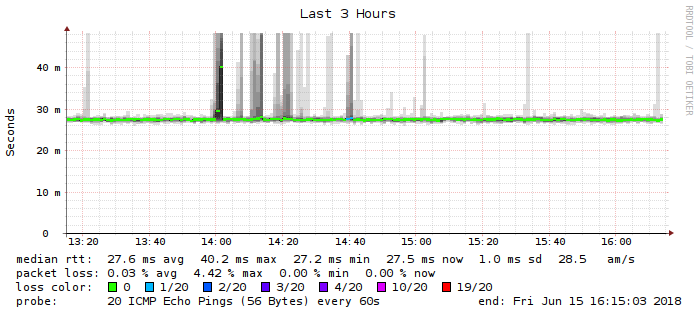 Last 3 Hours
RRDTOOL / TOBI OETIKER
Seconds
40 m
30 m
20 m
10 m
0
13:20 13:40 14:00 14:20 14:40 15:00 15:20 15:40 16:00
median rtt: 27.6 ms avg 40.2 ms max 27.2 ms min 27.5 ms now 1.0 ms sd 28.5 am/s
packet loss: 0.03 % avg 4.42 % max 0.00 % min 0.00 % now
loss color: 0 1/20 2/20 3/20 4/20 10/20 19/20
probe: 20 ICMP Echo Pings (56 Bytes) every 60s end: Fri Jun 15 16:15:03 2018